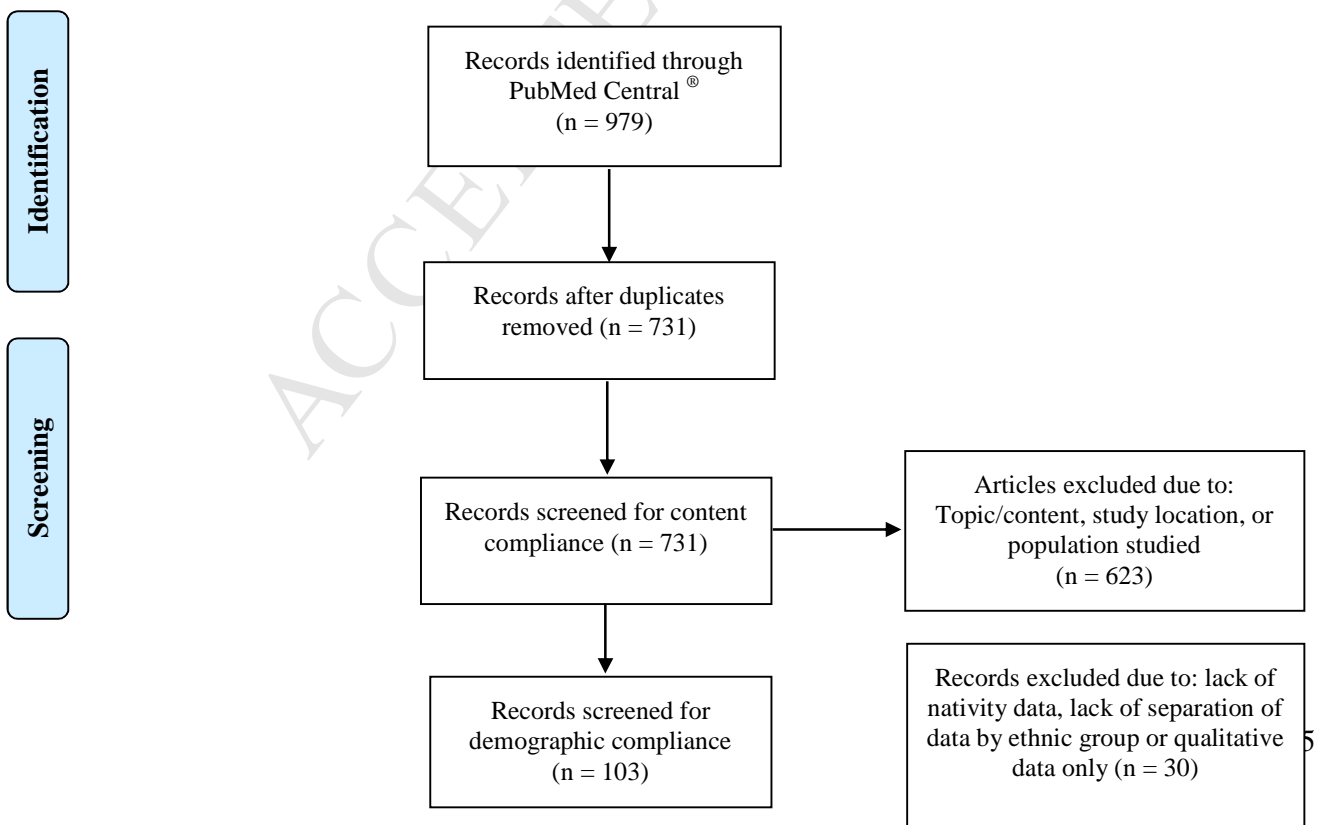 Identification
Records identified through
PubMed Central ®
(n = 979)
Records after duplicates
removed (n = 731)
Screening
Records screened for content
compliance (n = 731)
Articles excluded due to:
Topic/content, study location, or
population studied
(n = 623)
Records screened for
demographic compliance
(n = 103)
Records excluded due to: lack of
nativity data, lack of separation of
data by ethnic group or qualitative
data only (n = 30)
5